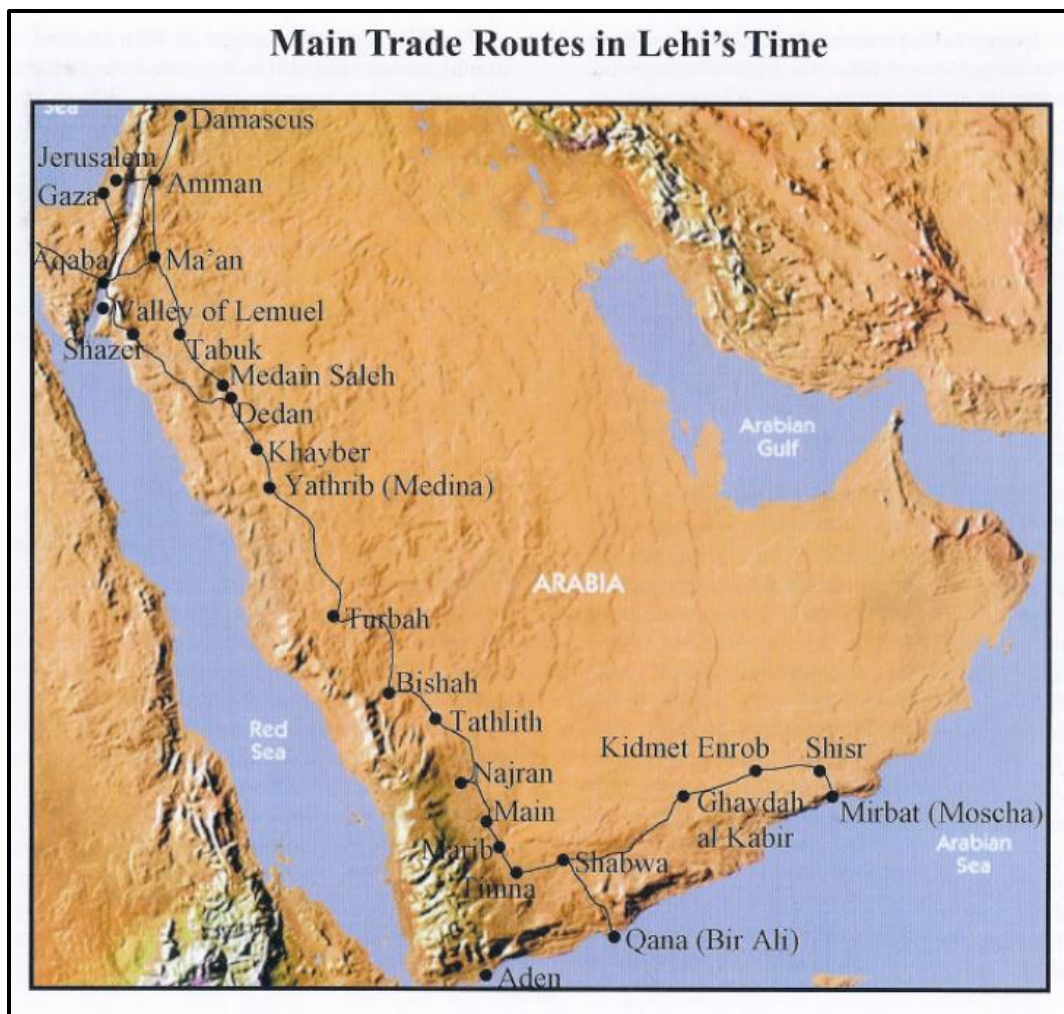 Main Trade Routes in Lehi's Time
Sea
Damascus
Jerusalem
Amman
Gaza
Aqaba
Ma'an
Valley of Lemuel
Shazer
Tabuk
Medain Saleh
Dedan
Khayber
Yathrib (Medina)
Arabian
Gulf
ARABIA
Turbah
Bishah
Tathlith
Red
Sea
Najran
Kidmet Enrob
Shisr
Main
Ghaydah
al Kabir
Mirbat (Moscha)
Marib
Timna
Shabwa
Arabian
Sea
Qana (Bir Ali)
Aden